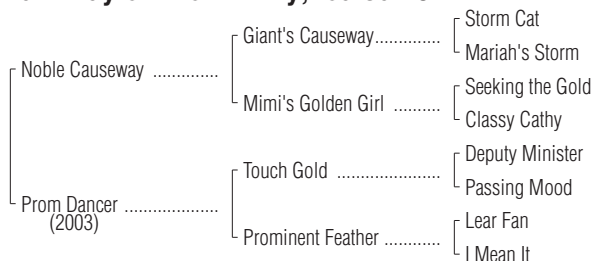 Storm Cat
Giant's Causeway..............
Mariah's Storm
Noble Causeway ..............
Seeking the Gold
Mimi's Golden Girl ..........
Classy Cathy
Deputy Minister
Touch Gold ...................
Passing Mood
Prom Dancer ...................
(2003)
Lear Fan
Prominent Feather ............
I Mean It